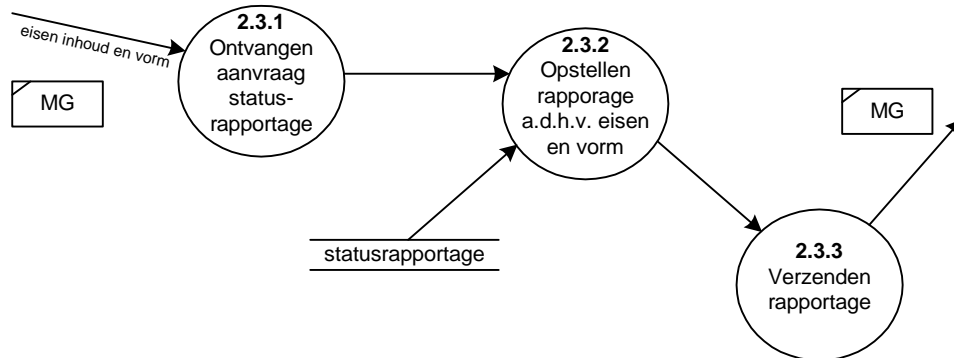 eisen inhoud en vorm
MG
2.3.1
Ontvangen
aanvraag
status-
rapportage
2.3.2
Opstellen
rapporage
a.d.h.v. eisen
en vorm
MG
statusrapportage
2.3.3
Verzenden
rapportage